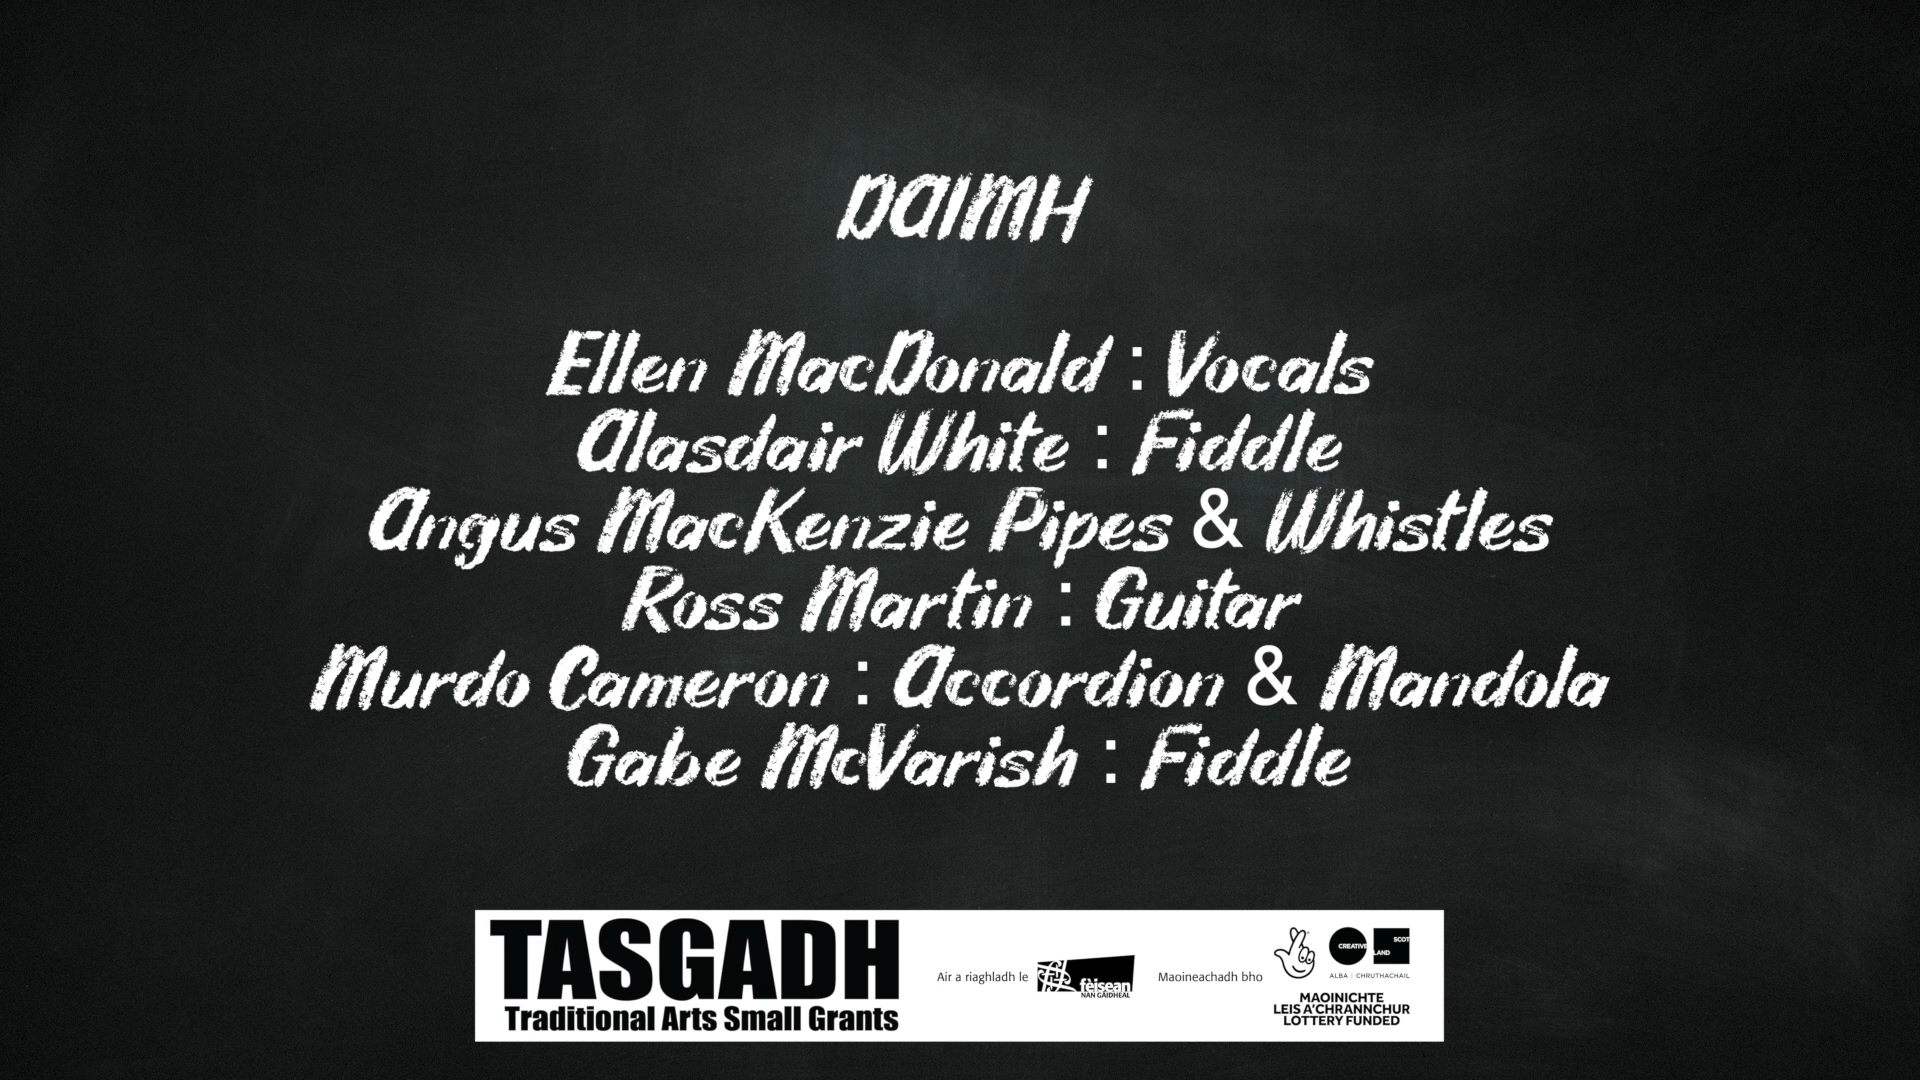 DAIMH
Ellen MacDonald : Vocals
Alasdair White : Fiddle
Angus MacKenzie Pipes & Whistles
Ross Martin : Guitar
Murdo Cameron : Accordion & Mandola
Gabe McVarish : Fiddle
TASGADH
Traditional Arts Small Grants
Air a riaghladh le
fèisean
NAN GÀIDHEAL
Maoineachadh bho
CREATIVE SCOTLAND
ALBA | CHRUTHACHAIL
MAOINICHTE
LEIS A'CHRANNCHUR
LOTTERY FUNDED